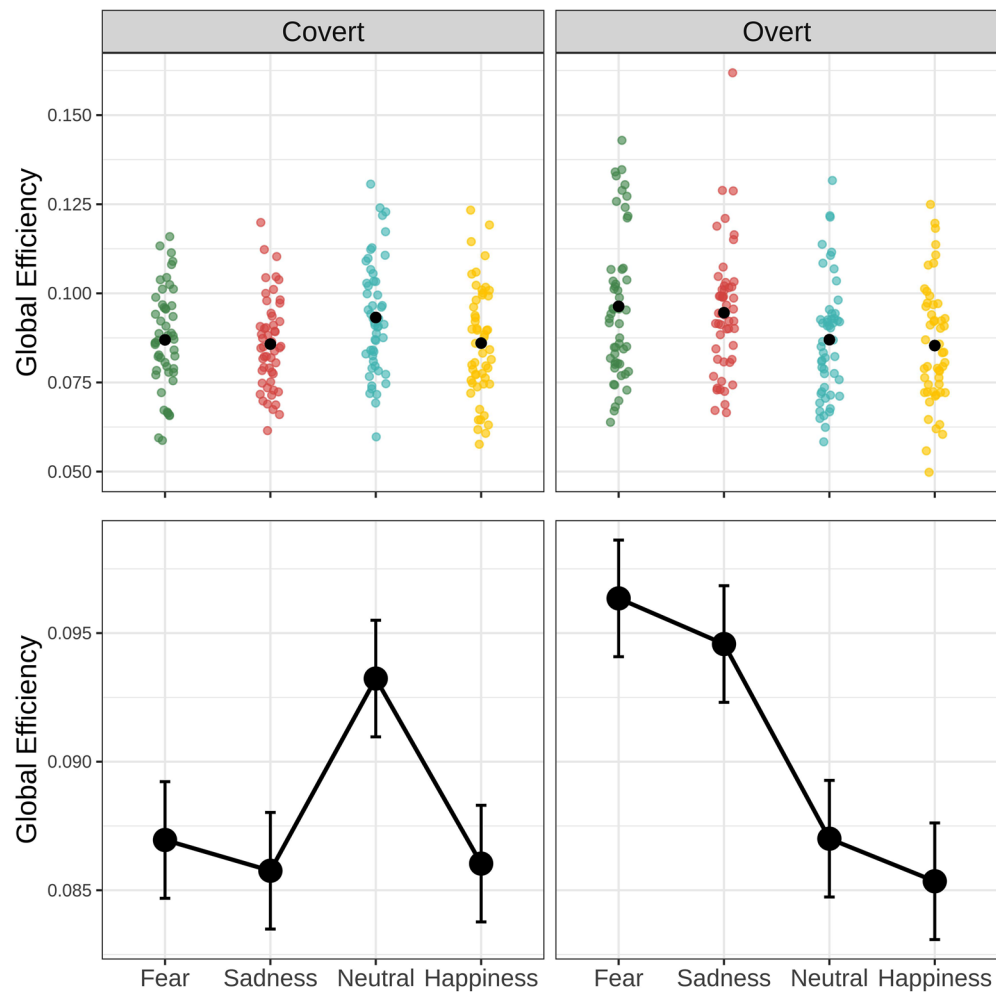 Covert Overt
Global Efficiency
0.150
0.125
0.100
0.075
0.050
Global Efficiency
0.095
0.090
0.085
Fear Sadness Neutral Happiness Fear Sadness Neutral Happiness